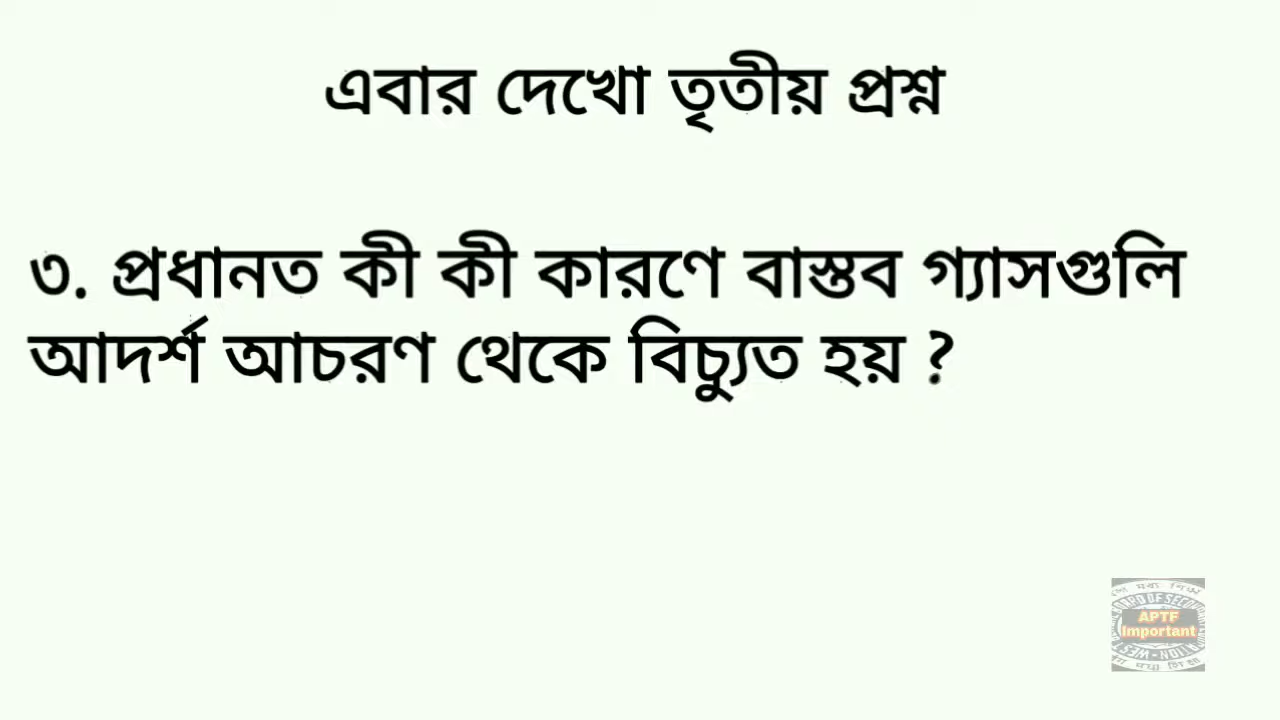 এবার দেখো তৃতীয় প্রশ্ন
৩. প্রধানত কী কী কারণে বাস্তব গ্যাসগুলি
আদর্শ আচরণ থেকে বিচ্যুত হয় ?
APTF
Important